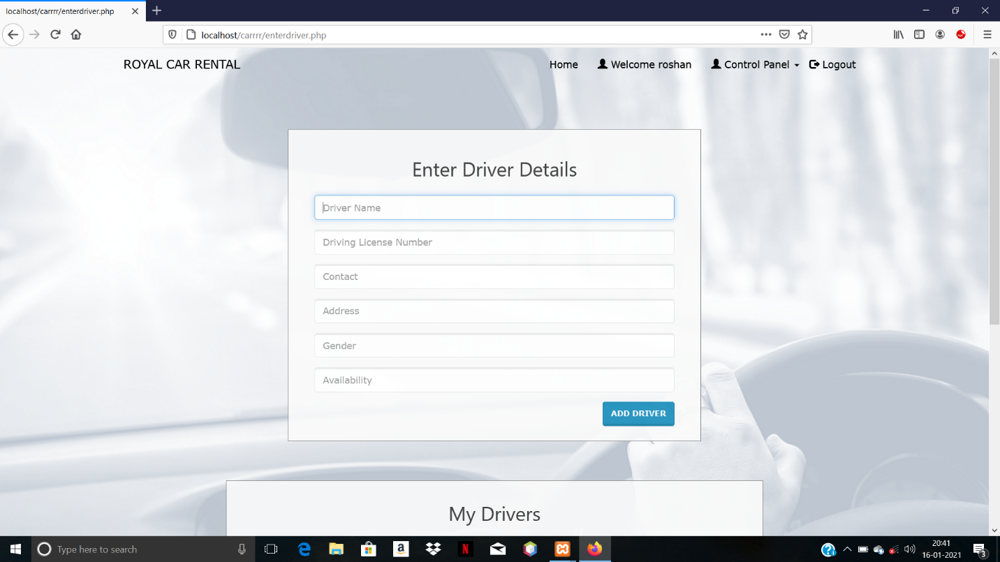 localhost/carrrr/enterdriver.php
localhost/carrrr/enterdriver.php
ROYAL CAR RENTAL
Home
Welcome roshan
Control Panel
Logout
Enter Driver Details
Driver Name
Driving License Number
Contact
Address
Gender
Availability
ADD DRIVER
My Drivers
Type here to search
20:41
16-01-2021
3